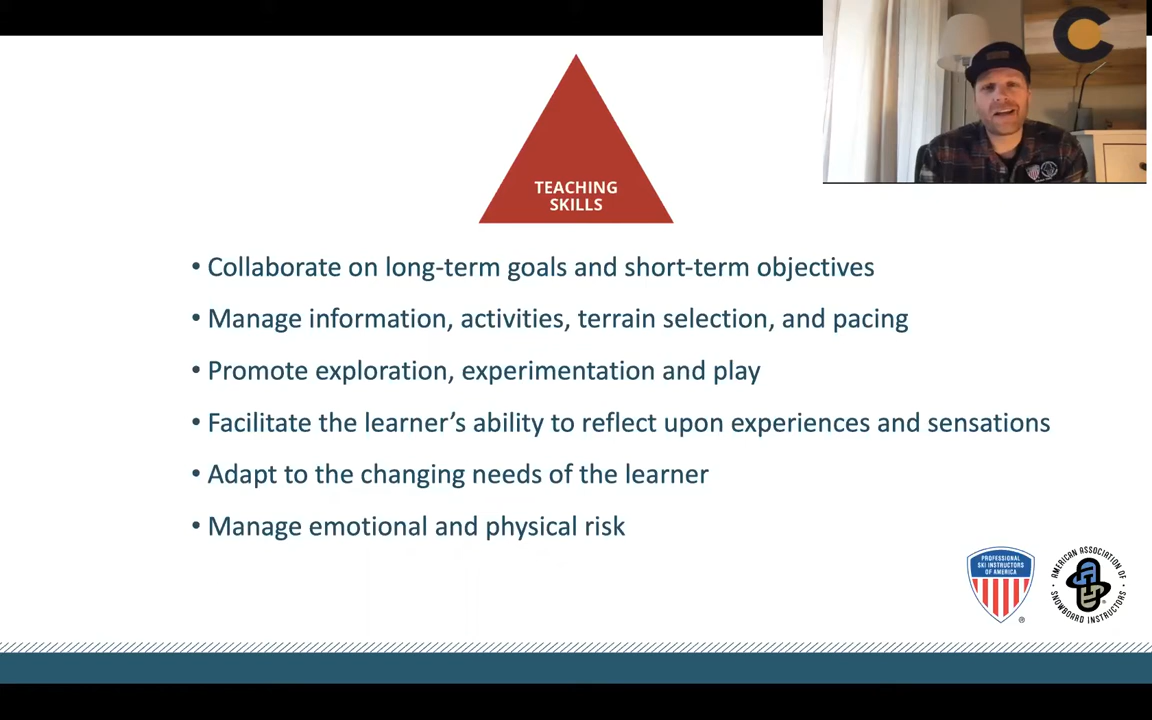 TEACHING
SKILLS
• Collaborate on long-term goals and short-term objectives
• Manage information, activities, terrain selection, and pacing
• Promote exploration, experimentation and play
• Facilitate the learner’s ability to reflect upon experiences and sensations
• Adapt to the changing needs of the learner
• Manage emotional and physical risk
PROFESSIONAL
SKI INSTRUCTORS
OF AMERICA
®
AMERICAN ASSOCIATION OF
SNOWBOARD INSTRUCTORS